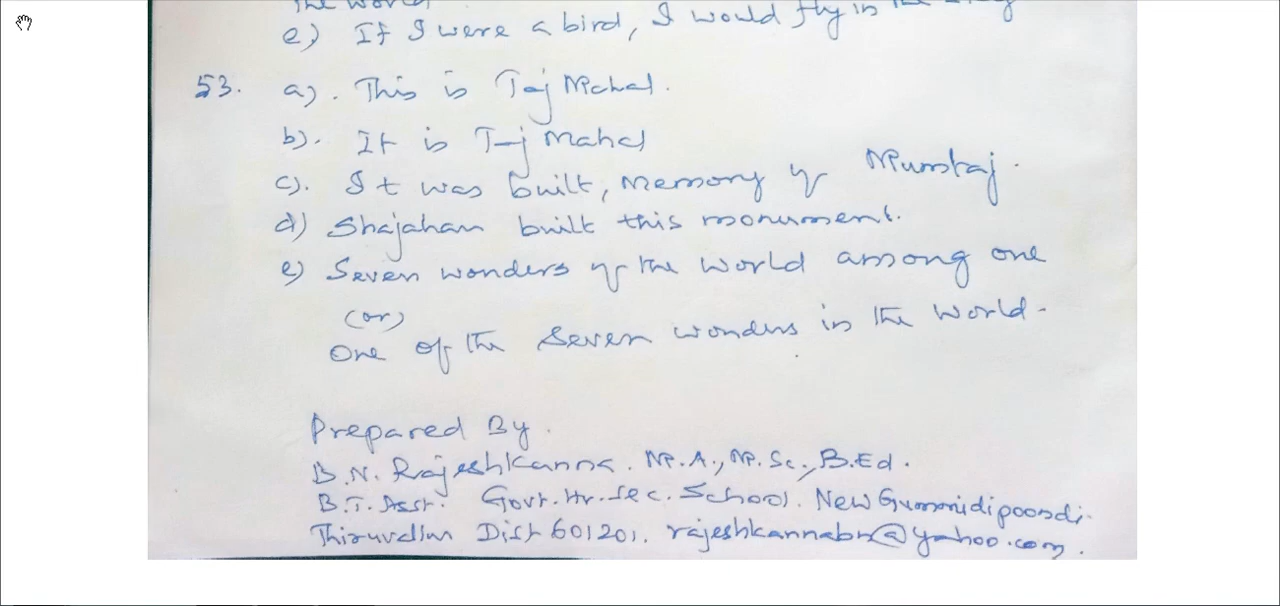 the world
e) If I were a bird, I would fly in the
53. a). This is Taj Mahal.
b). It is Taj Mahal
c). It was built, memory of Mumtaj.
d) Shajahan built this monument.
e) Seven wonders of the world among one
(or)
One of the seven wonders in the world.
Prepared By.
B.N. Rajeshkanna. M.A., M.Sc., B.Ed.
B.T. Asst. Govt. Hr. Sec. School. New Gummidipoondi.
Thiruvallur Dist 601201. rajeshkannabn@yahoo.com.